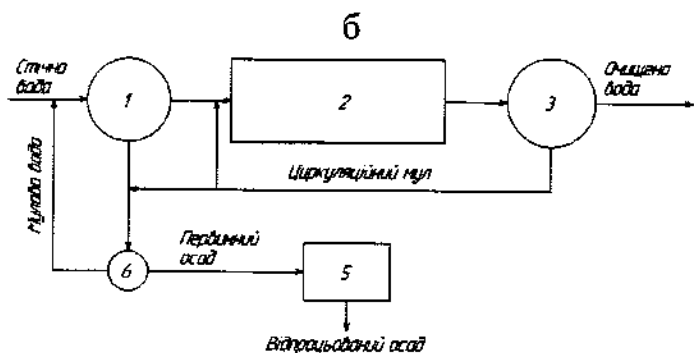 б
Стічна
вода
1
2
3
Очищена
вода
Мулова вода
Циркуляційний мул
6
Первинний
осад
5
Відпрацьований осад